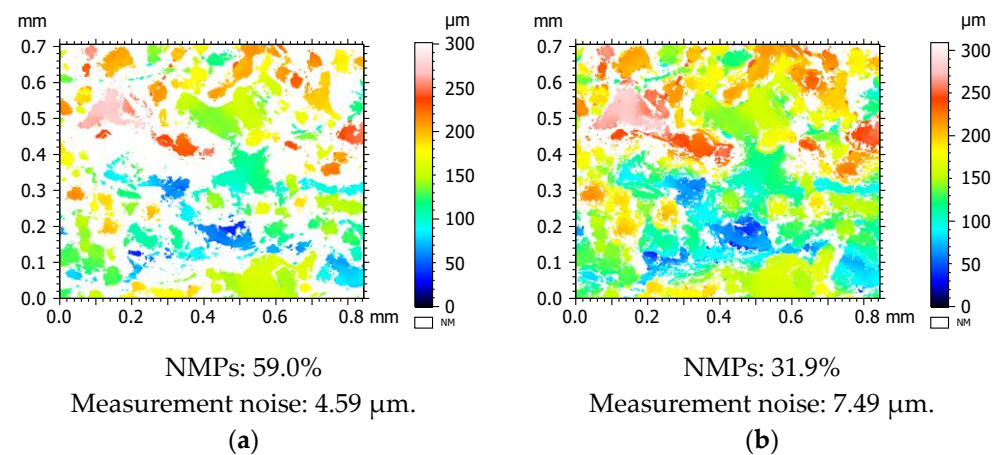 mm
µm
0.7
0.6
0.5
0.4
0.3
0.2
0.1
0.0
0.0 0.2 0.4 0.6 0.8 mm
300
250
200
150
100
50
0
NM
NMPs: 59.0%
Measurement noise: 4.59 µm.
(a)
mm
µm
0.7
0.6
0.5
0.4
0.3
0.2
0.1
0.0
0.0 0.2 0.4 0.6 0.8 mm
300
250
200
150
100
50
0
NM
NMPs: 31.9%
Measurement noise: 7.49 µm.
(b)